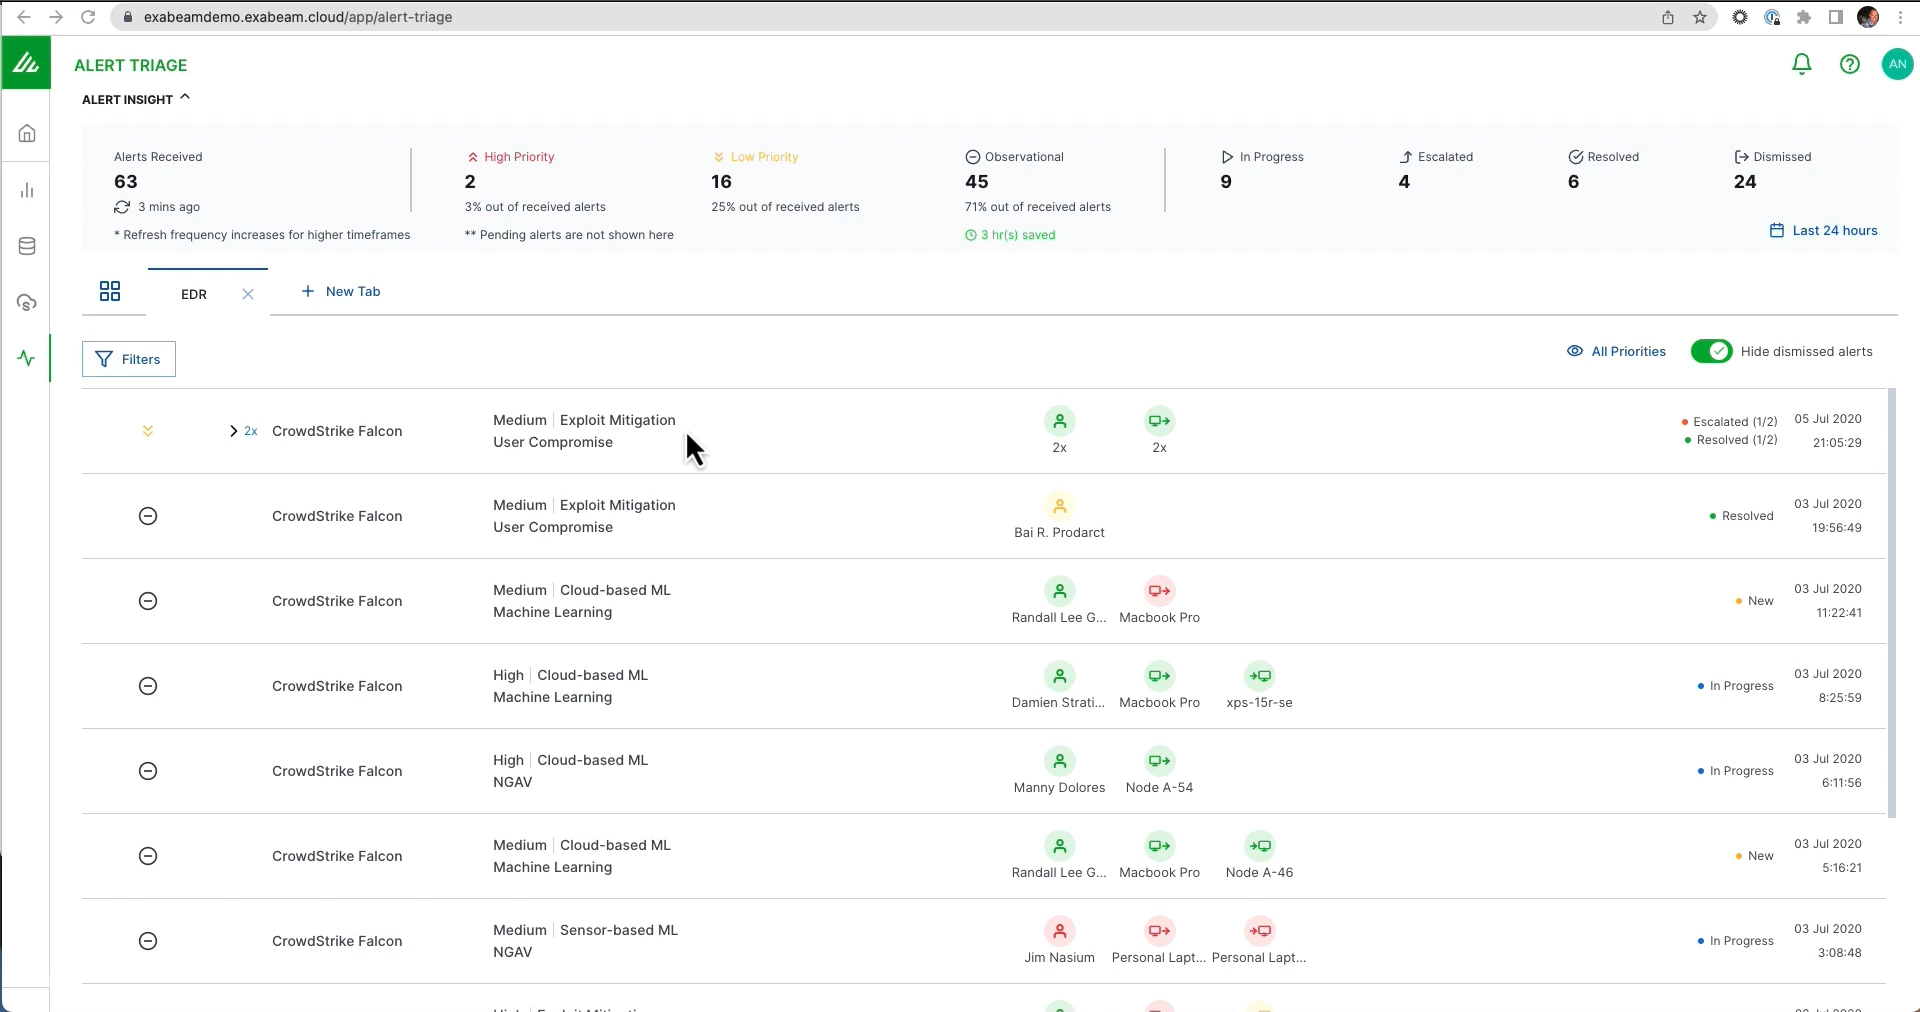 exabeamdemo.exabeam.cloud/app/alert-triage
ALERT TRIAGE
AN
ALERT INSIGHT
Alerts Received
63
3 mins ago
* Refresh frequency increases for higher timeframes
High Priority
2
3% out of received alerts
** Pending alerts are not shown here
Low Priority
16
25% out of received alerts
Observational
45
71% out of received alerts
3 hr(s) saved
In Progress
9
Escalated
4
Resolved
6
Dismissed
24
Last 24 hours
EDR
New Tab
Filters
All Priorities
Hide dismissed alerts
2x CrowdStrike Falcon
Medium Exploit Mitigation
User Compromise
2x
2x
Escalated (1/2)
Resolved (1/2)
05 Jul 2020
21:05:29
CrowdStrike Falcon
Medium Exploit Mitigation
User Compromise
Bai R. Prodarct
Resolved
03 Jul 2020
19:56:49
CrowdStrike Falcon
Medium Cloud-based ML
Machine Learning
Randall Lee G...
Macbook Pro
New
03 Jul 2020
11:22:41
CrowdStrike Falcon
High Cloud-based ML
Machine Learning
Damien Strati...
Macbook Pro
xps-15r-se
In Progress
03 Jul 2020
8:25:59
CrowdStrike Falcon
High Cloud-based ML
NGAV
Manny Dolores
Node A-54
In Progress
03 Jul 2020
6:11:56
CrowdStrike Falcon
Medium Cloud-based ML
Machine Learning
Randall Lee G...
Macbook Pro
Node A-46
New
03 Jul 2020
5:16:21
CrowdStrike Falcon
Medium Sensor-based ML
NGAV
Jim Nasium
Personal Lapt...
Personal Lapt...
In Progress
03 Jul 2020
3:08:48